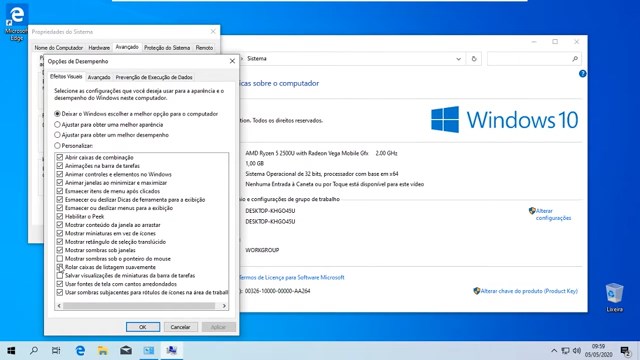 Microsoft
Edge
Propriedades do Sistema
Nome do Computador Hardware Avançado Proteção do Sistema Remoto
Opções de Desempenho
Efeitos Visuais Avançado Prevenção de Execução de Dados
Selecione as configurações que você deseja usar para a aparência e o
desempenho do Windows neste computador.
Deixar o Windows escolher a melhor opção para o computador
Ajustar para obter uma melhor aparência
Ajustar para obter um melhor desempenho
Personalizar:
Abrir caixas de combinação
Animações na barra de tarefas
Animar controles e elementos no Windows
Animar janelas ao minimizar e maximizar
Esmaecer itens de menu após clicados
Esmaecer ou deslizar Dicas de ferramenta para a exibição
Esmaecer ou deslizar menus para a exibição
Habilitar o Peek
Mostrar conteúdo da janela ao arrastar
Mostrar miniaturas em vez de ícones
Mostrar retângulo de seleção translúcido
Mostrar sombras sob janelas
Mostrar sombras sob o ponteiro do mouse
Rolar caixas de listagem suavemente
Salvar visualizações de miniaturas da barra de tarefas
Usar fontes de tela com cantos arredondados
Usar sombras subjacentes para rótulos de ícones na área de trabal
OK Cancelar Aplicar
Sistema
icas sobre o computador
ation. Todos os direitos reservados.
Windows 10
AMD Ryzen 5 2500U with Radeon Vega Mobile Gfx 2.00 GHz
1,00 GB
Sistema Operacional de 32 bits, processador com base em x64
Nenhuma Entrada à Caneta ou por Toque está disponível para este vídeo
nio e configurações de grupo de trabalho
DESKTOP-KHGO45U
DESKTOP-KHGO45U
Alterar
configurações
WORKGROUP
Termos de Licença para Software Microsoft
00326-10000-00000-AA264
Alterar chave do produto (Product Key)
Lixeira
09:59
03/05/2020